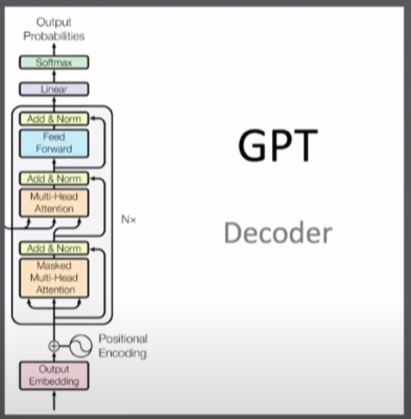 Output
Probabilities
Softmax
Linear
Add & Norm
Feed
Forward
Add & Norm
Multi-Head
Attention
Nx
Add & Norm
Masked
Multi-Head
Attention
Positional
Encoding
Output
Embedding
GPT
Decoder